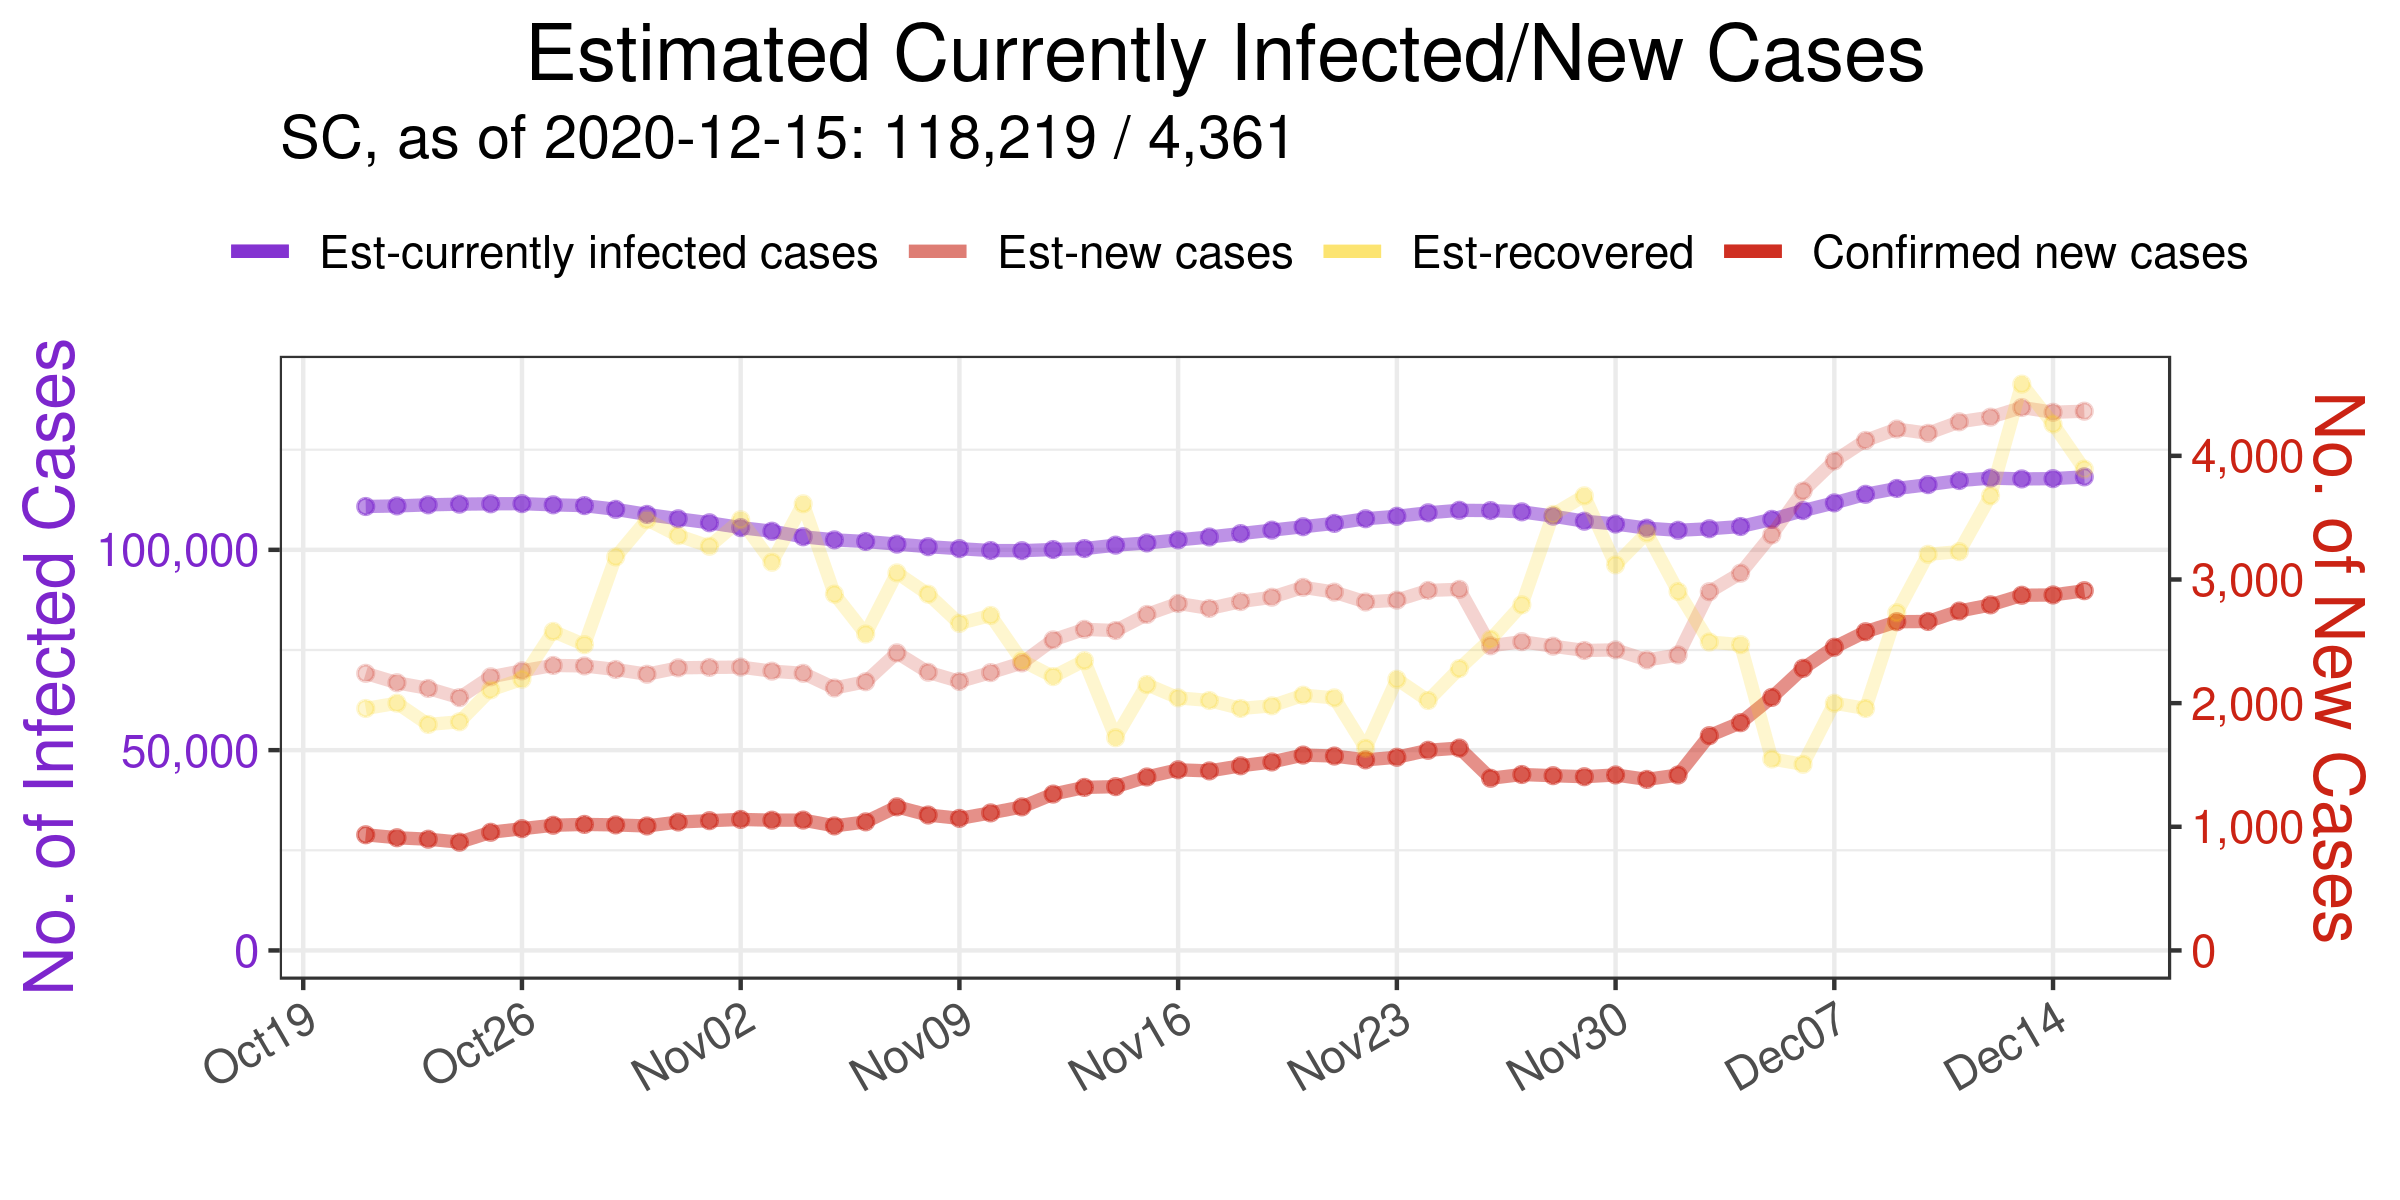 Estimated Currently Infected/New Cases
SC, as of 2020-12-15: 118,219 / 4,361
Est-currently infected cases Est-new cases Est-recovered Confirmed new cases
No. of Infected Cases
100,000
50,000
0
No. of New Cases
4,000
3,000
2,000
1,000
0
Oct19 Oct26 Nov02 Nov09 Nov16 Nov23 Nov30 Dec07 Dec14